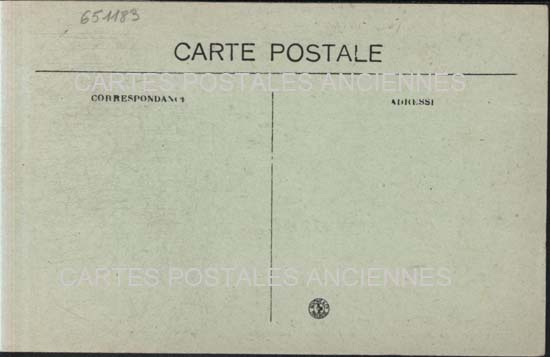 651183
CARTE POSTALE
CARTES POSTALES ANCIENNES
CORRESPONDANCE
ADRESSE
CARTES POSTALES ANCIENNES